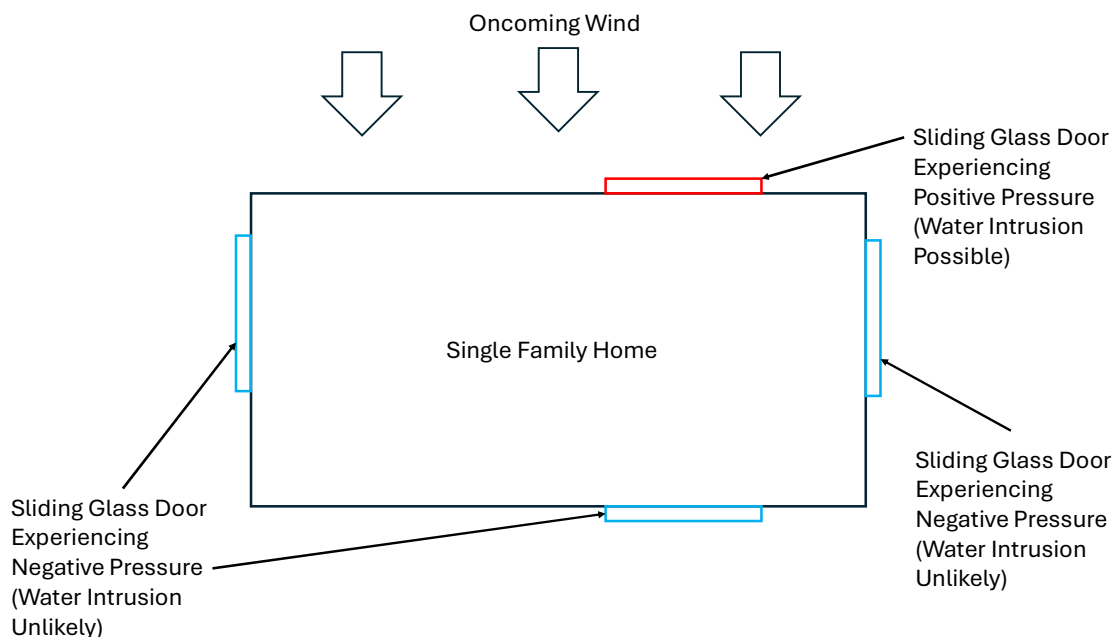 Oncoming Wind
Sliding Glass Door
Experiencing
Positive Pressure
(Water Intrusion
Possible)
Single Family Home
Sliding Glass Door
Experiencing
Negative Pressure
(Water Intrusion
Unlikely)
Sliding Glass Door
Experiencing
Negative Pressure
(Water Intrusion
Unlikely)